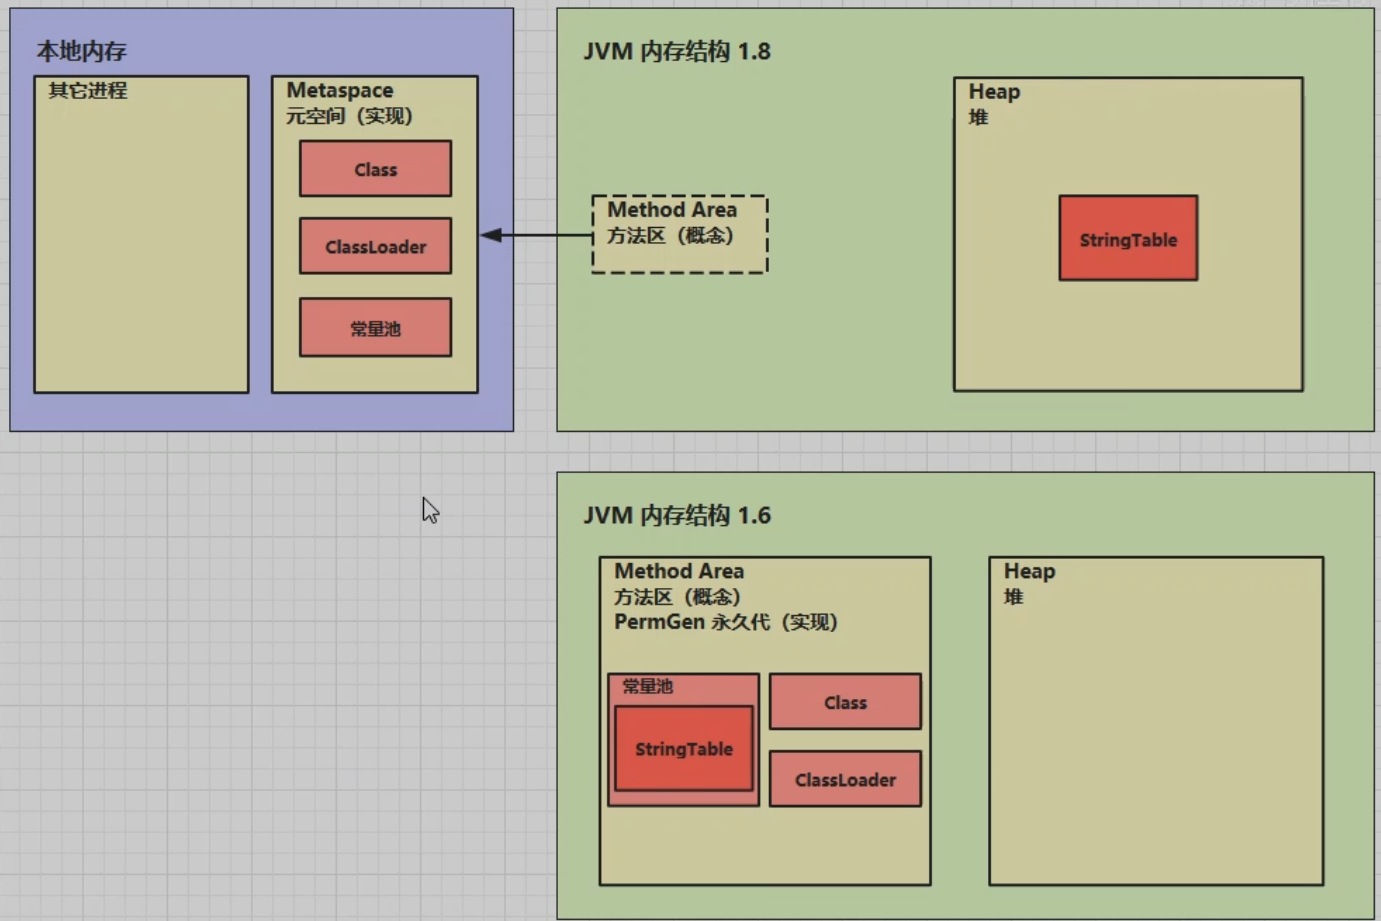 本地内存
其它进程
Metaspace
元空间（实现）
Class
ClassLoader
常量池
JVM 内存结构 1.8
Method Area
方法区（概念）
Heap
堆
StringTable
JVM 内存结构 1.6
Method Area
方法区（概念）
PermGen 永久代（实现）
常量池
StringTable
Class
ClassLoader
Heap
堆